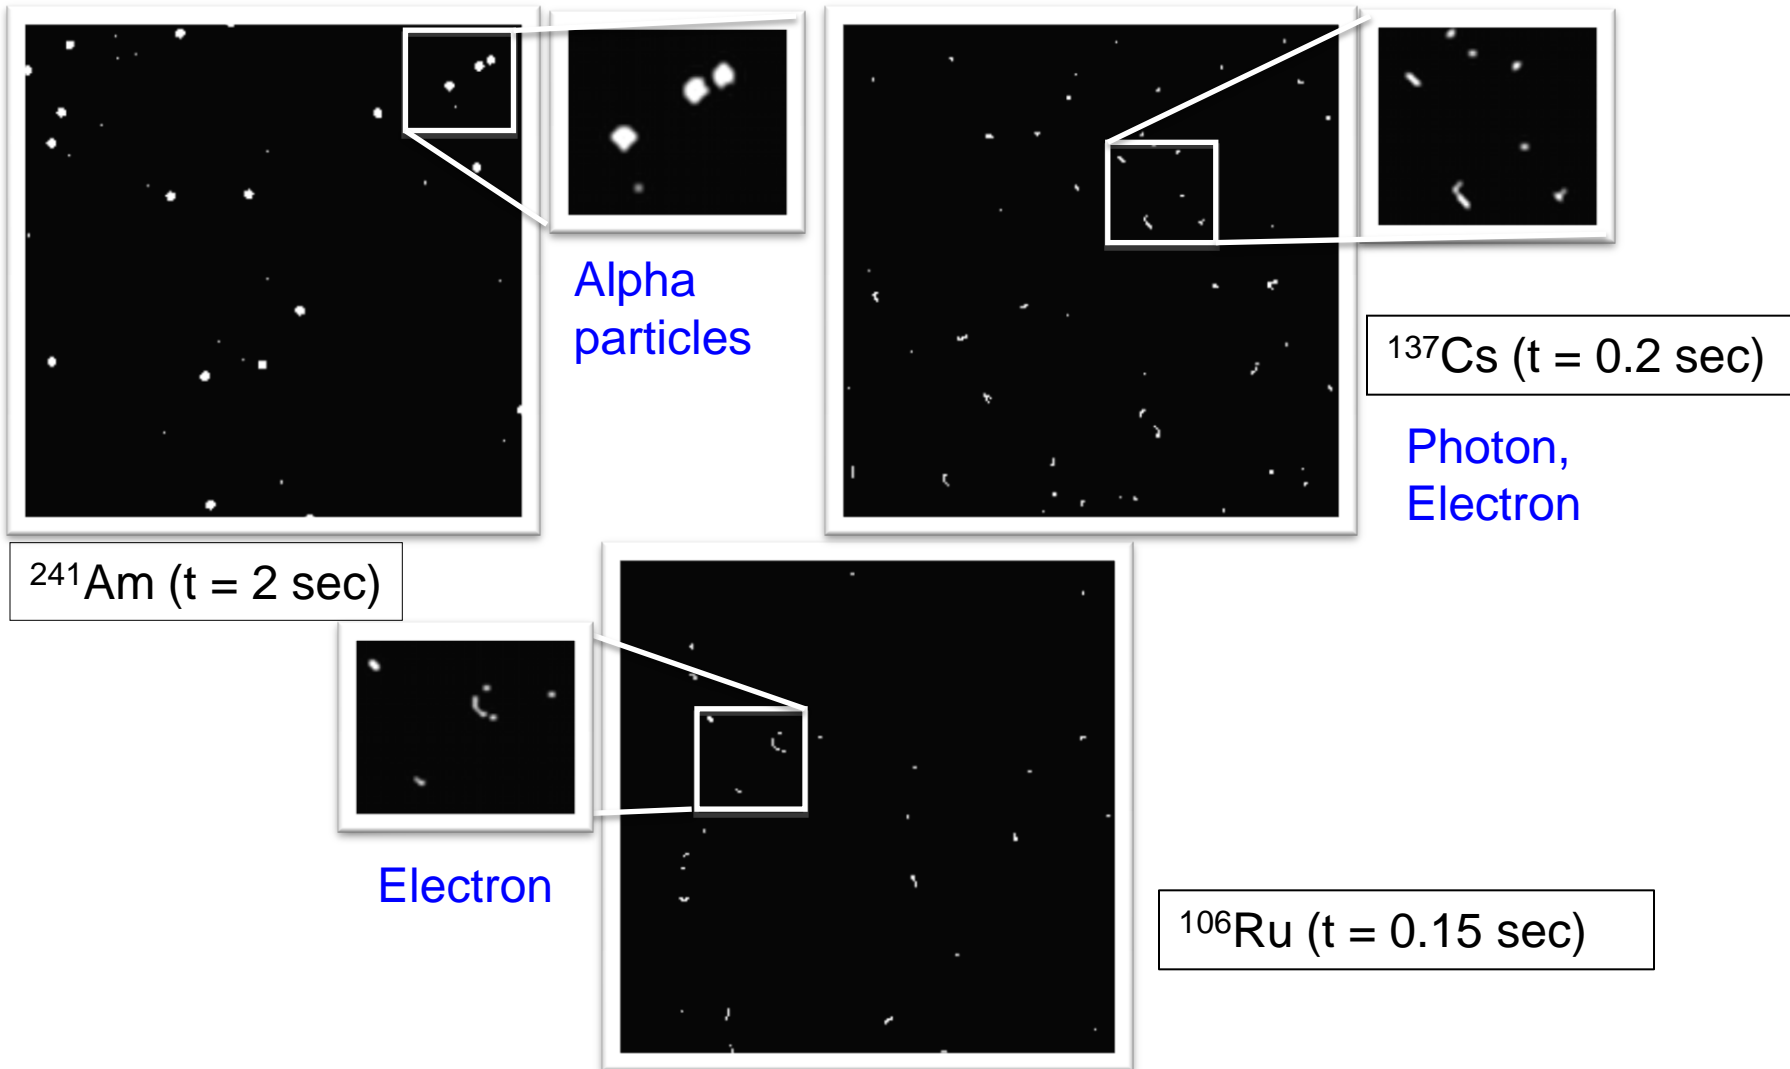 Alpha
particles
¹³⁷Cs (t = 0.2 sec)
Photon,
Electron
²⁴¹Am (t = 2 sec)
Electron
¹⁰⁶Ru (t = 0.15 sec)